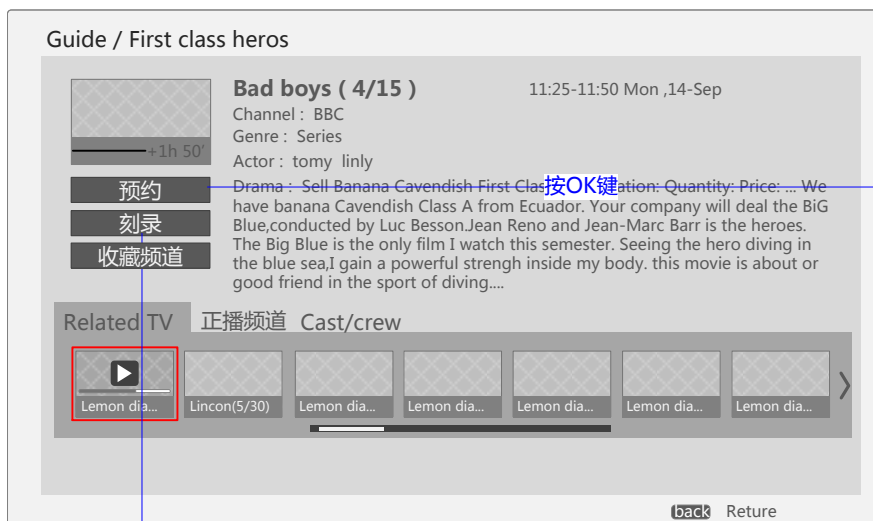 Guide / First class heros
Bad boys ( 4/15 )
11:25-11:50 Mon ,14-Sep
Channel : BBC
Genre : Series
Actor : tomy linly
+1h 50'
预约
刻录
收藏频道
Drama : Sell Banana Cavendish First Clas 按OK键 ation: Quantity: Price: ... We
have banana Cavendish Class A from Ecuador. Your company will deal the BiG
Blue,conducted by Luc Besson.Jean Reno and Jean-Marc Barr is the heroes.
The Big Blue is the only film I watch this semester. Seeing the hero diving in
the blue sea,I gain a powerful strengh inside my body. this movie is about or
good friend in the sport of diving....
Related TV 正播频道 Cast/crew
Lemon dia... Lincon(5/30) Lemon dia... Lemon dia... Lemon dia... Lemon dia... Lemon dia...
back Reture